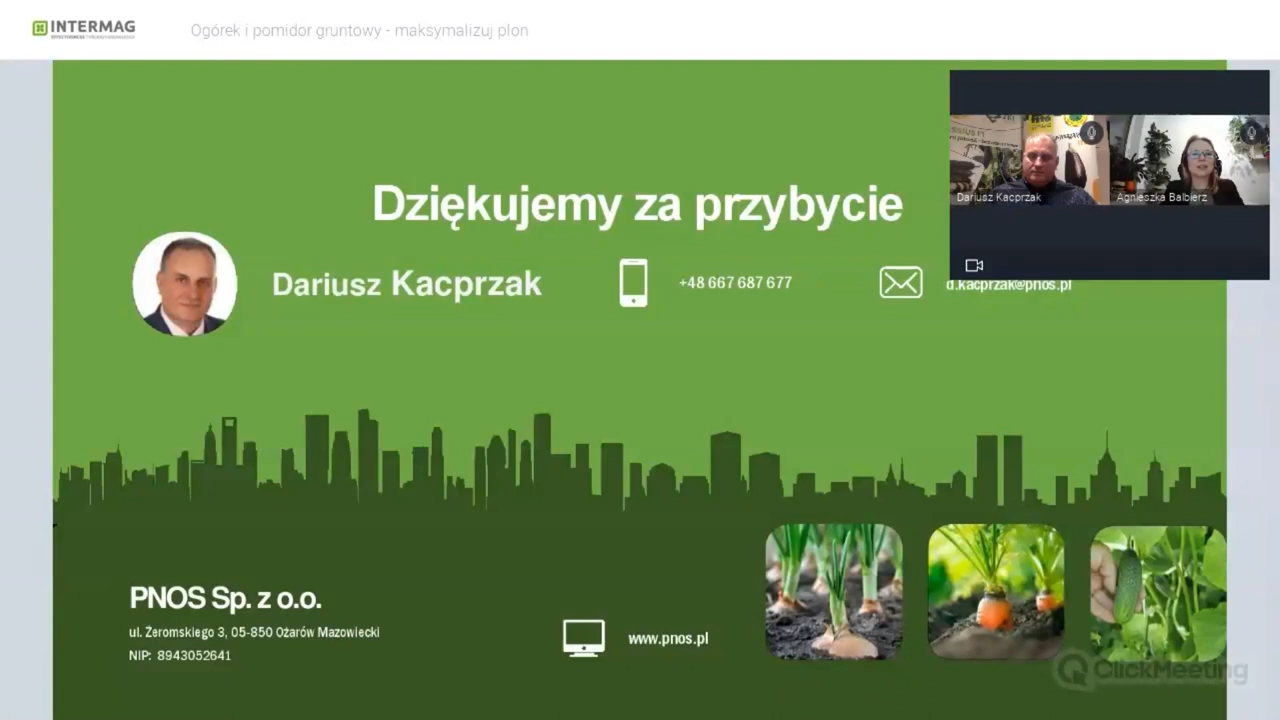 INTERMAG
Ogórek i pomidor gruntowy - maksymalizuj plon
Dziękujemy za przybycie
Dariusz Kacprzak
+48 667 687 677
d.kacprzak@pnos.pl
Dariusz Kacprzak
Agnieszka Balbierz
PNOS Sp. z o.o.
ul. Żeromskiego 3, 05-850 Ożarów Mazowiecki
NIP: 8943052641
www.pnos.pl
ClickMeeting